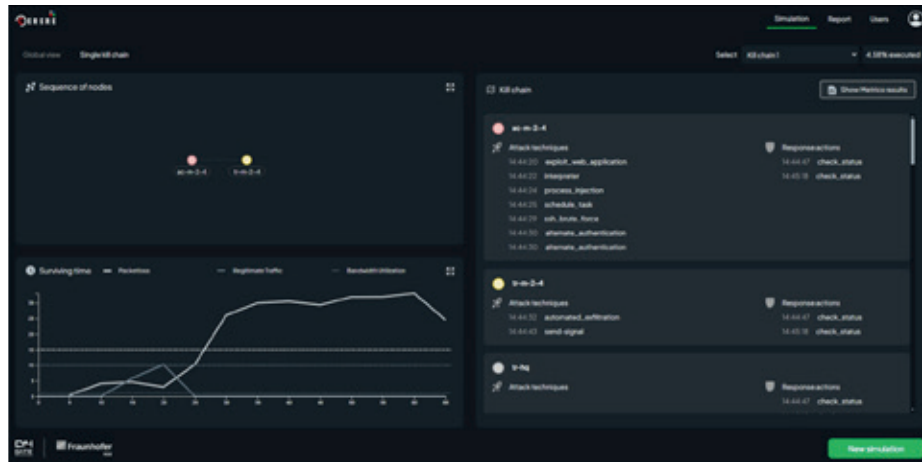 Simulation Report Users
Global view Single kill chain
Select Kill chain 1 4.58% executed
Sequence of nodes
ac-m-2-4 tr-m-2-4
Kill chain
Show Metrics results
ac-m-2-4
Attack techniques
14:44:20 exploit_web_application
14:44:22 interpreter
14:44:24 process_injection
14:44:25 schedule_task
14:44:29 ssh_brute_force
14:44:30 alternate_authentication
14:44:30 alternate_authentication
Response actions
14:44:47 check_status
14:45:18 check_status
tr-m-2-4
Attack techniques
14:44:32 automated_exfiltration
14:44:43 send-signal
Response actions
14:44:47 check_status
14:45:18 check_status
tr-hq
Attack techniques
Response actions
14:44:47 check_status
Surviving time
Packetloss Legitimate Traffic Bandwidth Utilization
Fraunhofer
New simulation